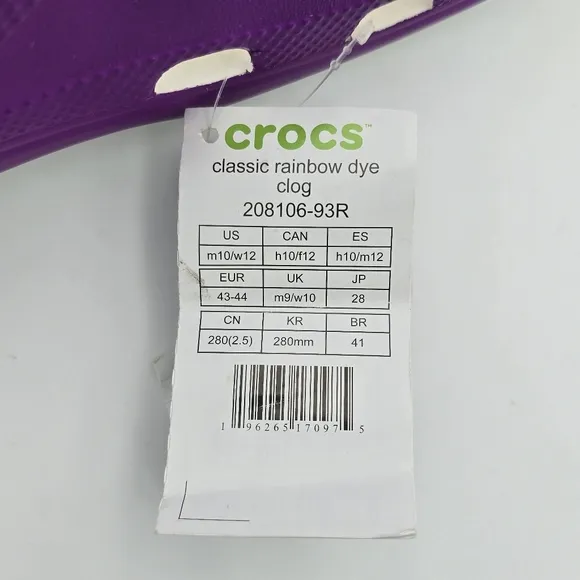 crocs™
classic rainbow dye
clog
208106-93R
US CAN ES
m10/w12 h10/f12 h10/m12
EUR UK JP
43-44 m9/w10 28
CN KR BR
280(2.5) 280mm 41
1 96265 17097 5